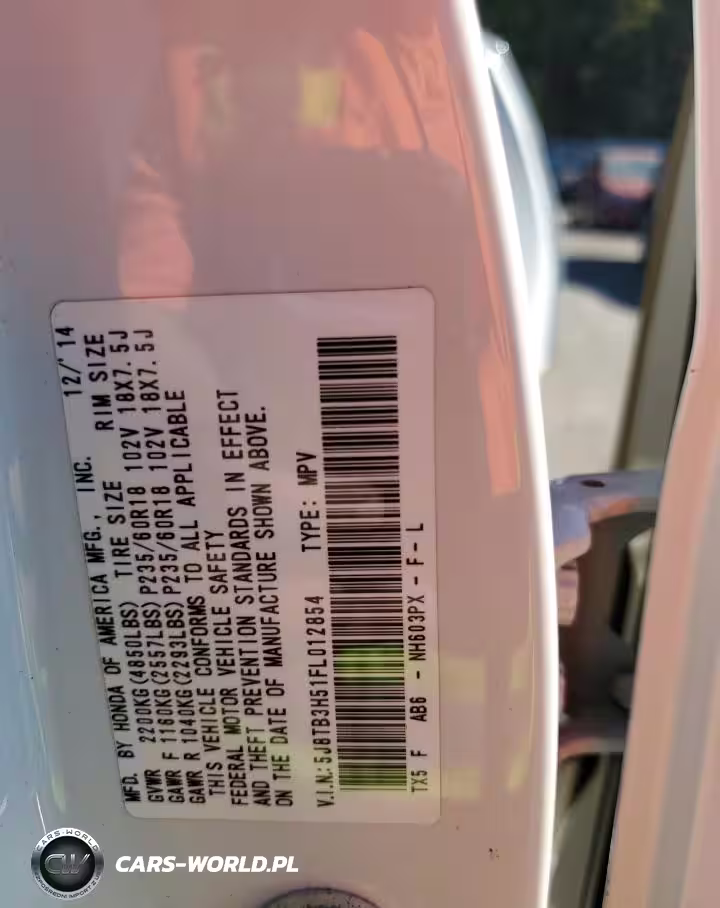 MFD. BY HONDA OF AMERICA MFG., INC. 12/'14
GVWR 2200KG(4850LBS) TIRE SIZE RIM SIZE
GAWR F 1160KG(2557LBS) P235/60R18 102V 18X7.5J
GAWR R 1040KG(2293LBS) P235/60R18 102V 18X7.5J
THIS VEHICLE CONFORMS TO ALL APPLICABLE
FEDERAL MOTOR VEHICLE SAFETY
AND THEFT PREVENTION STANDARDS IN EFFECT
ON THE DATE OF MANUFACTURE SHOWN ABOVE.
V.I.N:5J8TB3H51FL012854 TYPE: MPV
TX5 F AB6 - NH603PX - F - L
CARS-WORLD
CW
CARS-WORLD.PL